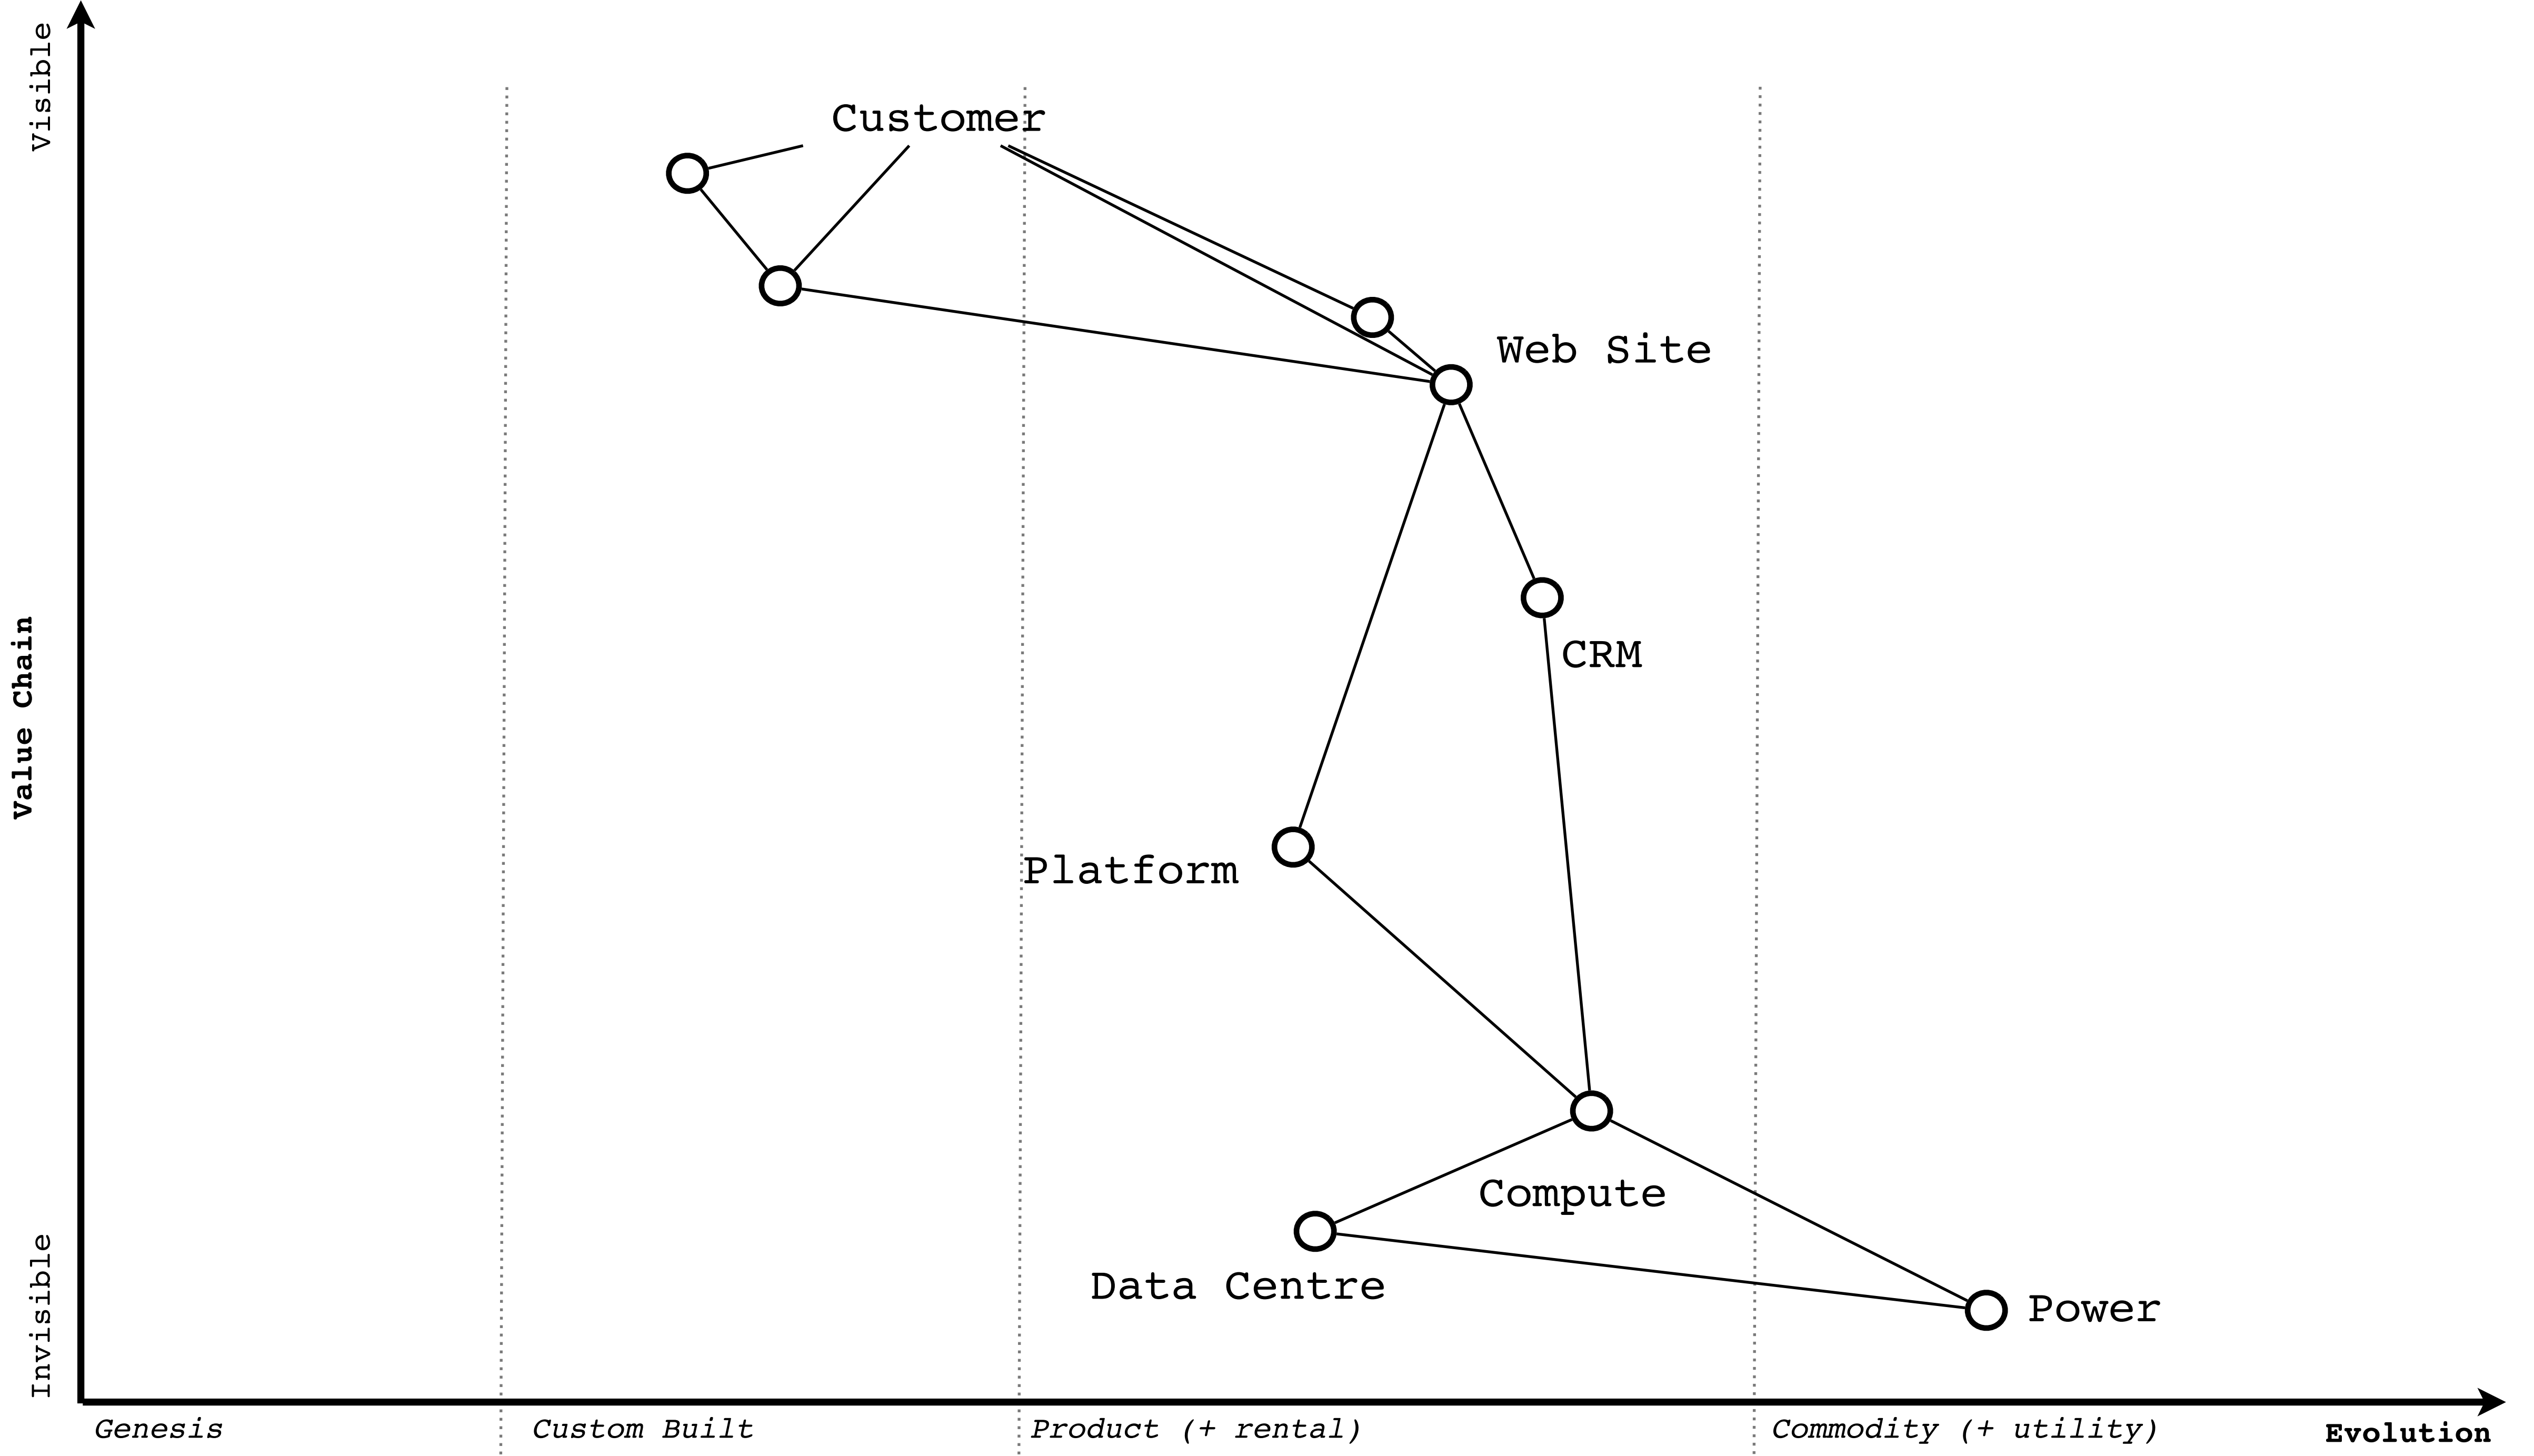 Visible
Customer
Web Site
Value Chain
CRM
Platform
Compute
Invisible
Data Centre
Power
Genesis
Custom Built
Product (+ rental)
Commodity (+ utility)
Evolution